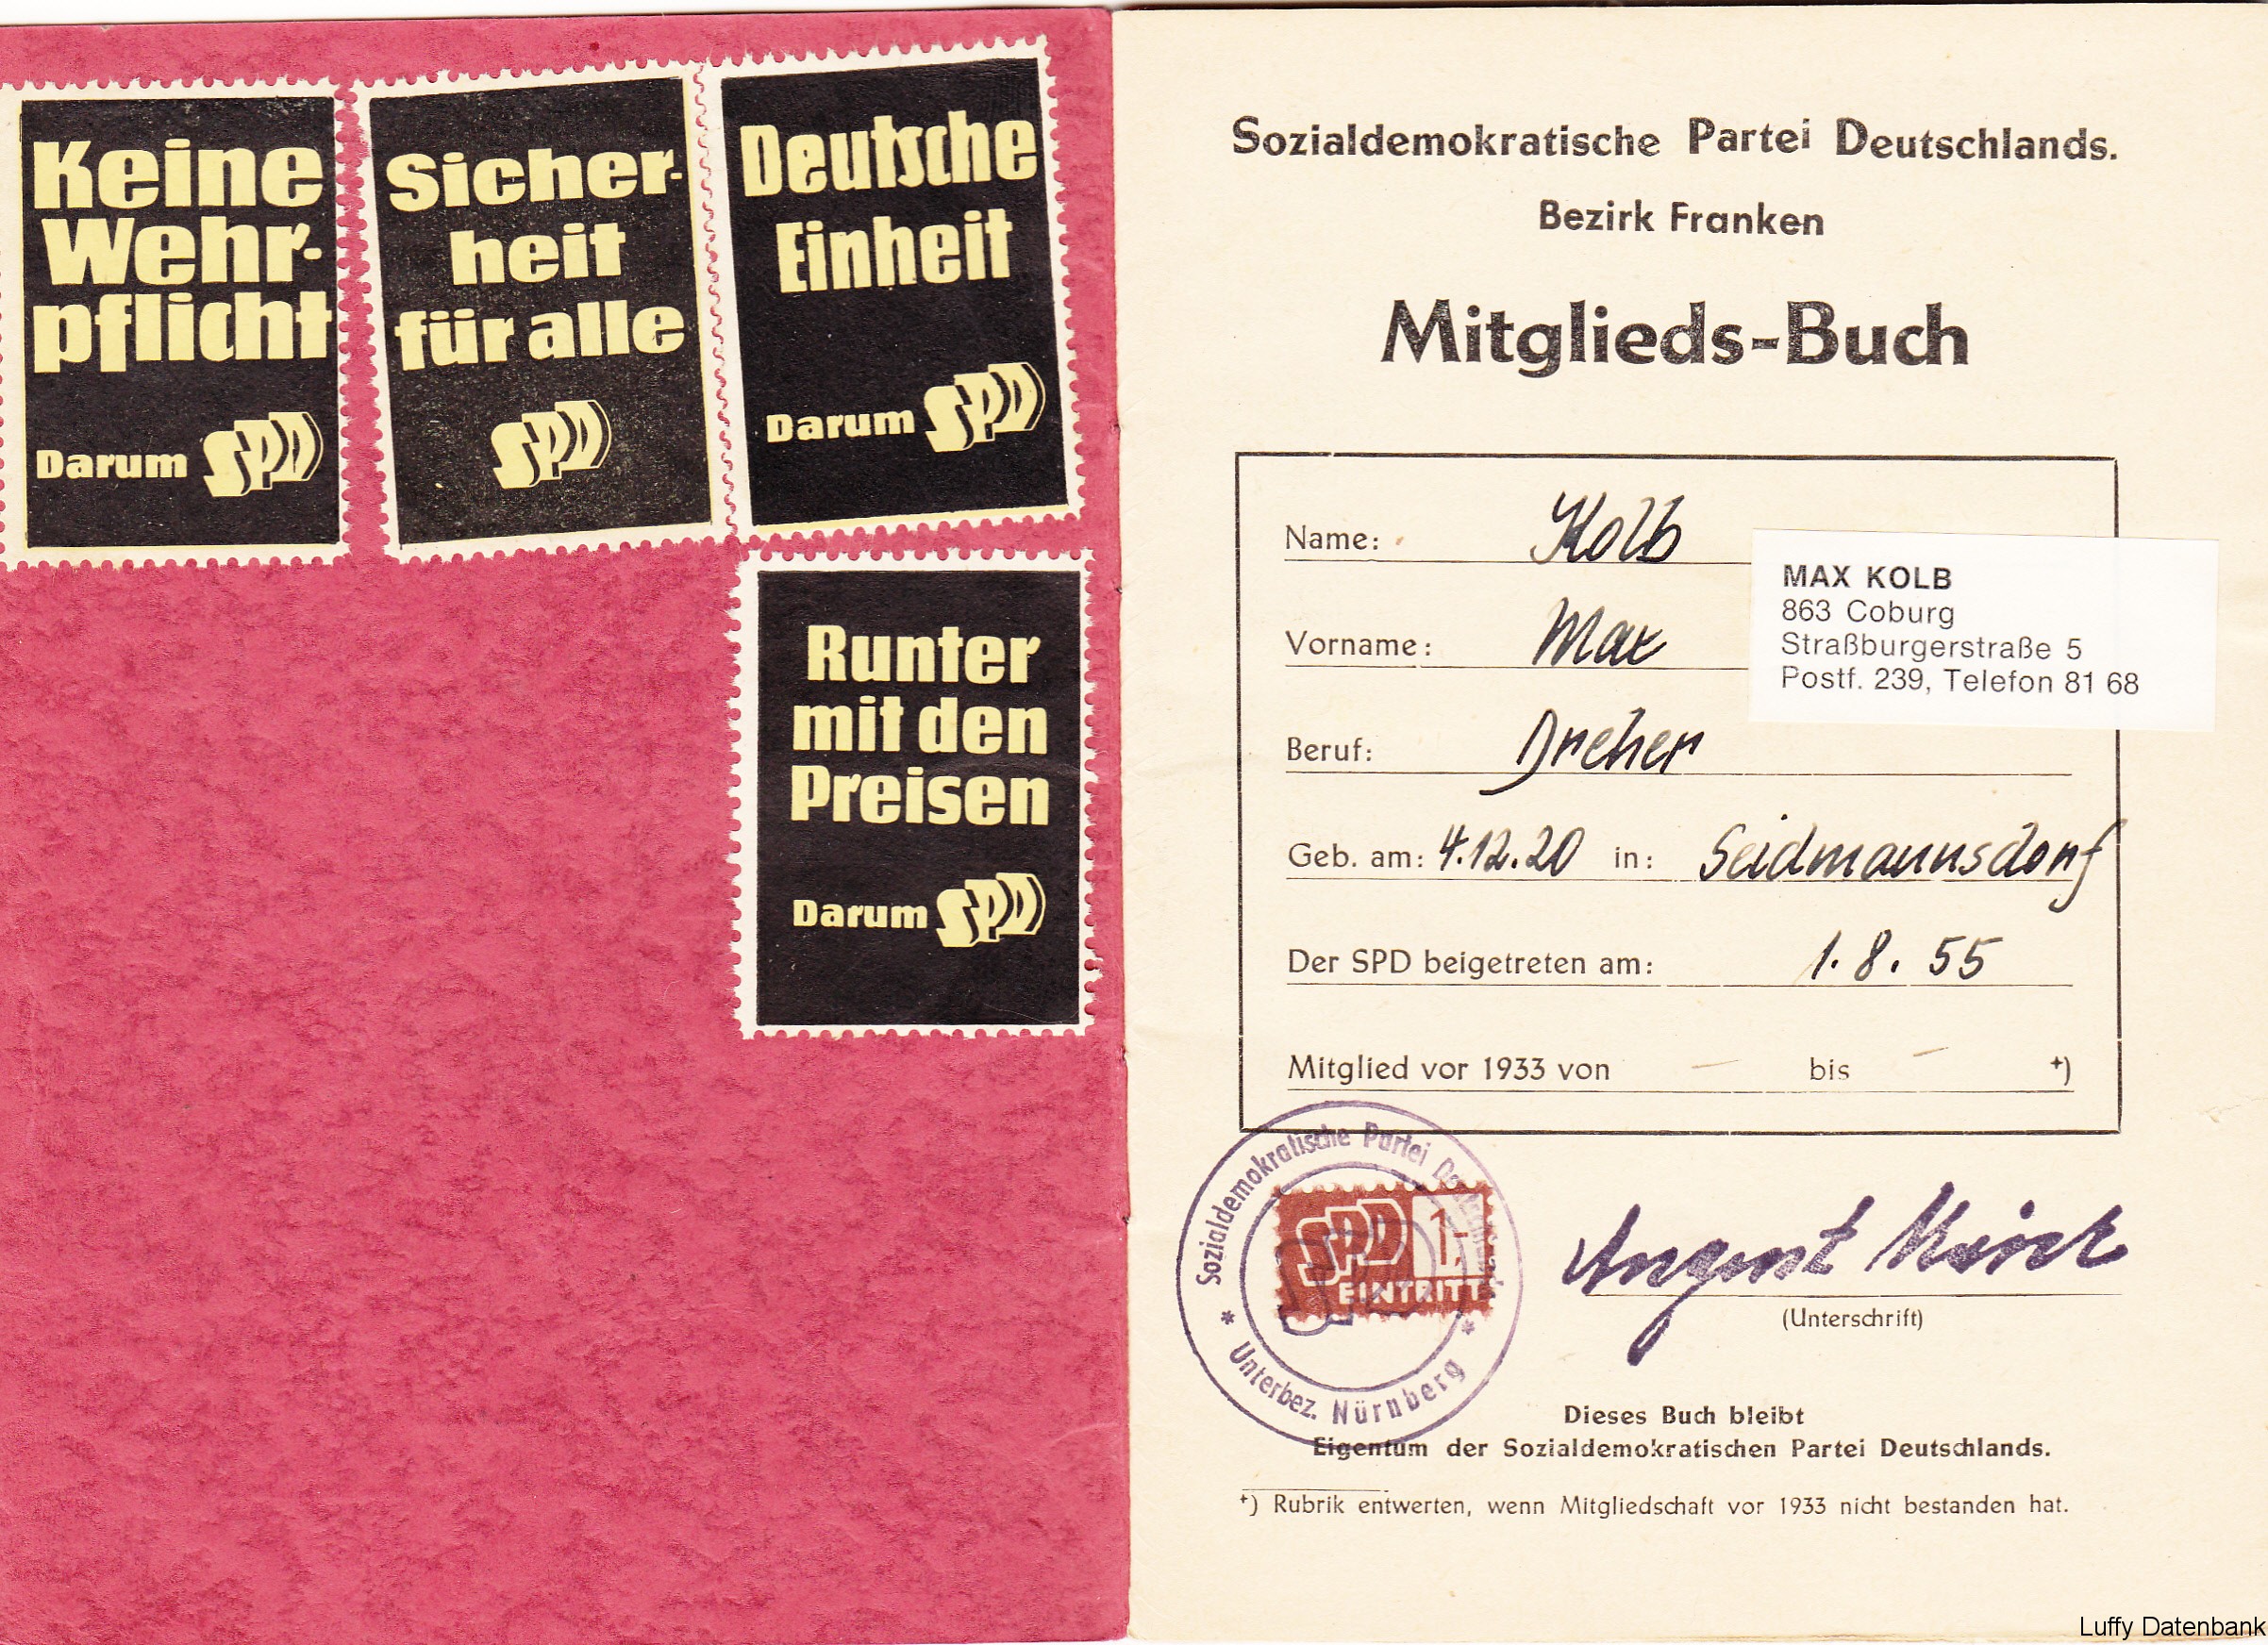 Keine
Wehr-
pflicht
Darum SPD
Sicher-
heit
für alle
SPD
Deutsche
Einheit
Darum SPD
Runter
mit den
Preisen
Darum SPD
Sozialdemokratische Partei Deutschlands.
Bezirk Franken
Mitglieds-Buch
Name: Kolb
Vorname: Max
MAX KOLB
863 Coburg
Straßburgerstraße 5
Postf. 239, Telefon 81 68
Beruf: Dreher
Geb. am: 4.12.20 in: Seidmannsdorf
Der SPD beigetreten am: 1. 8. 55
Mitglied vor 1933 von – bis – +)
Sozialdemokratische Partei Deutschlands
* Unterbez. Nürnberg *
SPD 1,-
EINTRITT
August
(Unterschrift)
Dieses Buch bleibt
Eigentum der Sozialdemokratischen Partei Deutschlands.
+) Rubrik entwerten, wenn Mitgliedschaft vor 1933 nicht bestanden hat.
Luffy Datenbank